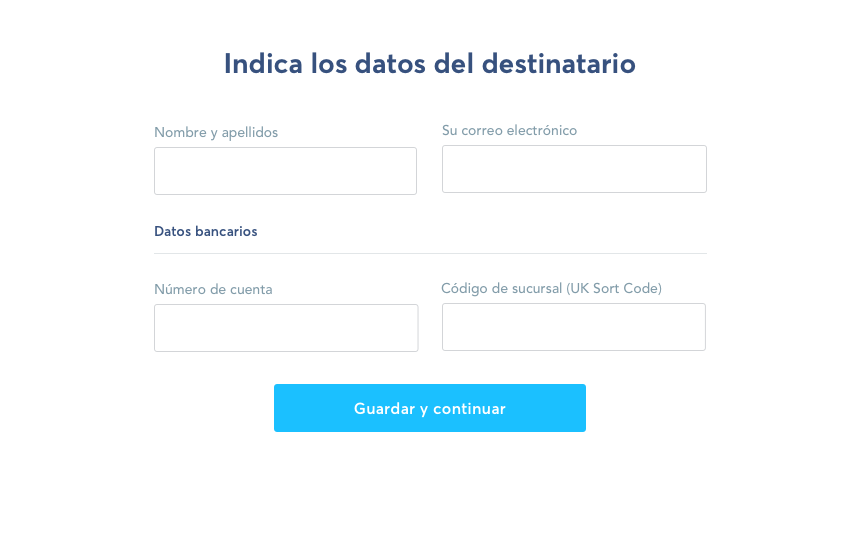 Indica los datos del destinatario
Nombre y apellidos
Su correo electrónico
Datos bancarios
Número de cuenta
Código de sucursal (UK Sort Code)
Guardar y continuar